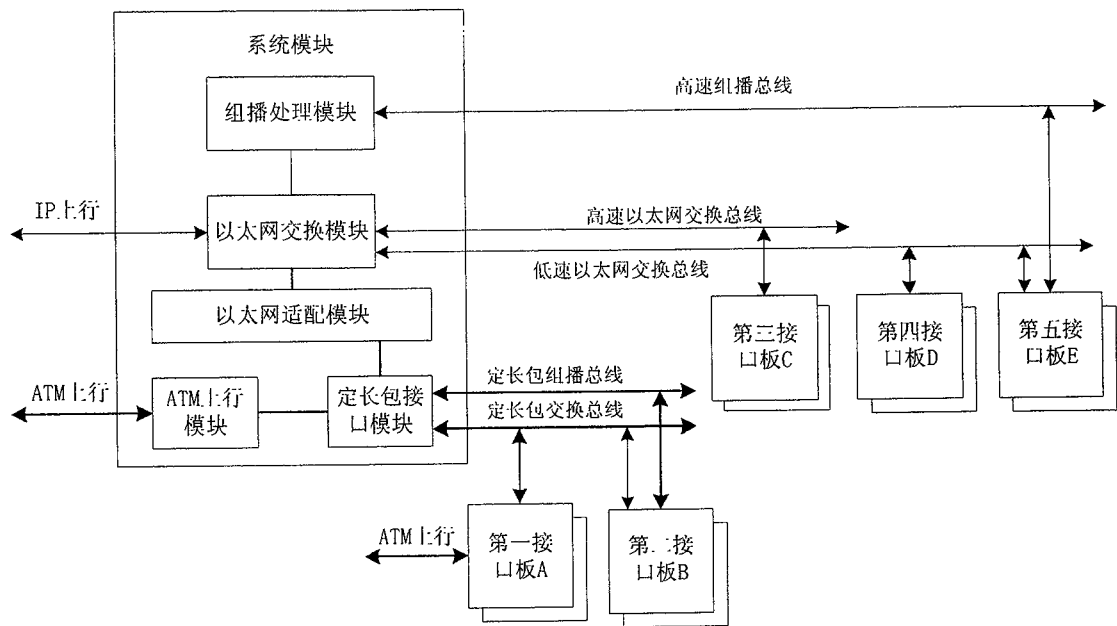 系统模块
高速组播总线
组播处理模块
IP上行
以太网交换模块
高速以太网交换总线
低速以太网交换总线
以太网适配模块
第三接
口板C
第四接
口板D
第五接
口板E
ATM上行
ATM上行
模块
定长包接
口模块
定长包组播总线
定长包交换总线
ATM上行
第一接
口板A
第二接
口板B